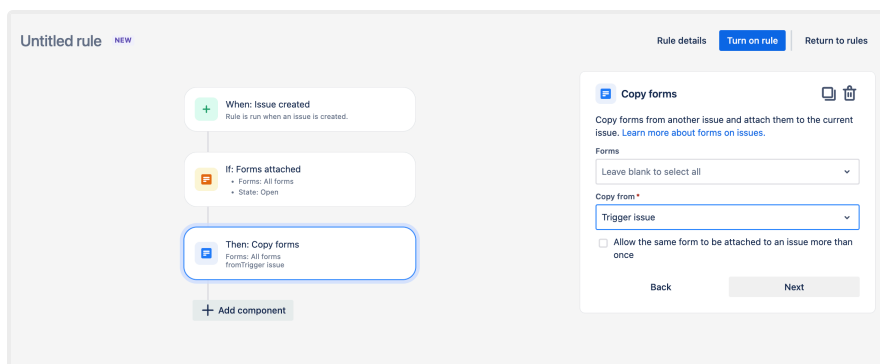 Untitled rule NEW
Rule details Turn on rule Return to rules
When: Issue created
Rule is run when an issue is created.
If: Forms attached
• Forms: All forms
• State: Open
Then: Copy forms
Forms: All forms
fromTrigger issue
Add component
Copy forms
Copy forms from another issue and attach them to the current
issue. Learn more about forms on issues.
Forms
Leave blank to select all
Copy from *
Trigger issue
Allow the same form to be attached to an issue more than
once
Back Next